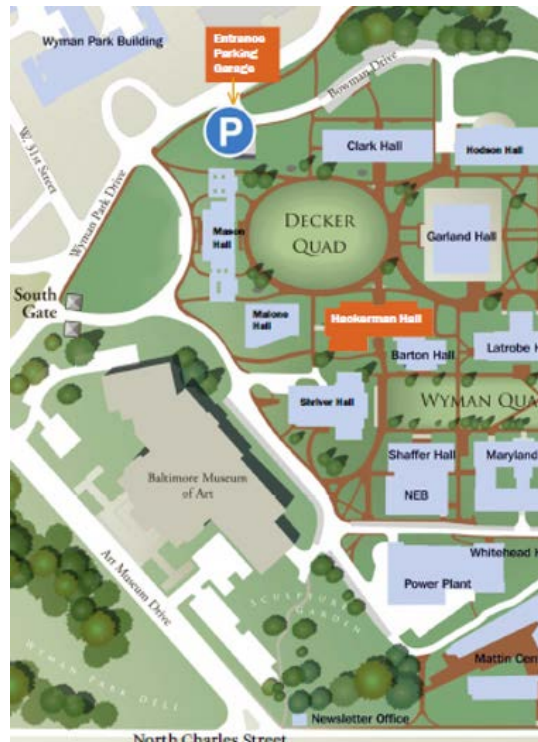 Wyman Park Building
Entrance
Parking
Garage
P
Bowman Drive
W. 31st Street
Clark Hall
Hodson Hall
Wyman Park Drive
DECKER
QUAD
Mason
Hall
Garland Hall
South
Gate
Malone
Hall
Hackerman Hall
Barton Hall
Latrobe
Shriver Hall
WYMAN QUA
Baltimore Museum
of Art
Shaffer Hall
Maryland
NEB
Art Museum Drive
Whitehead
Power Plant
SCULPTURE
GARDEN
WYMAN PARK DELL
Mattin Cen
Newsletter Office
North Charles Street